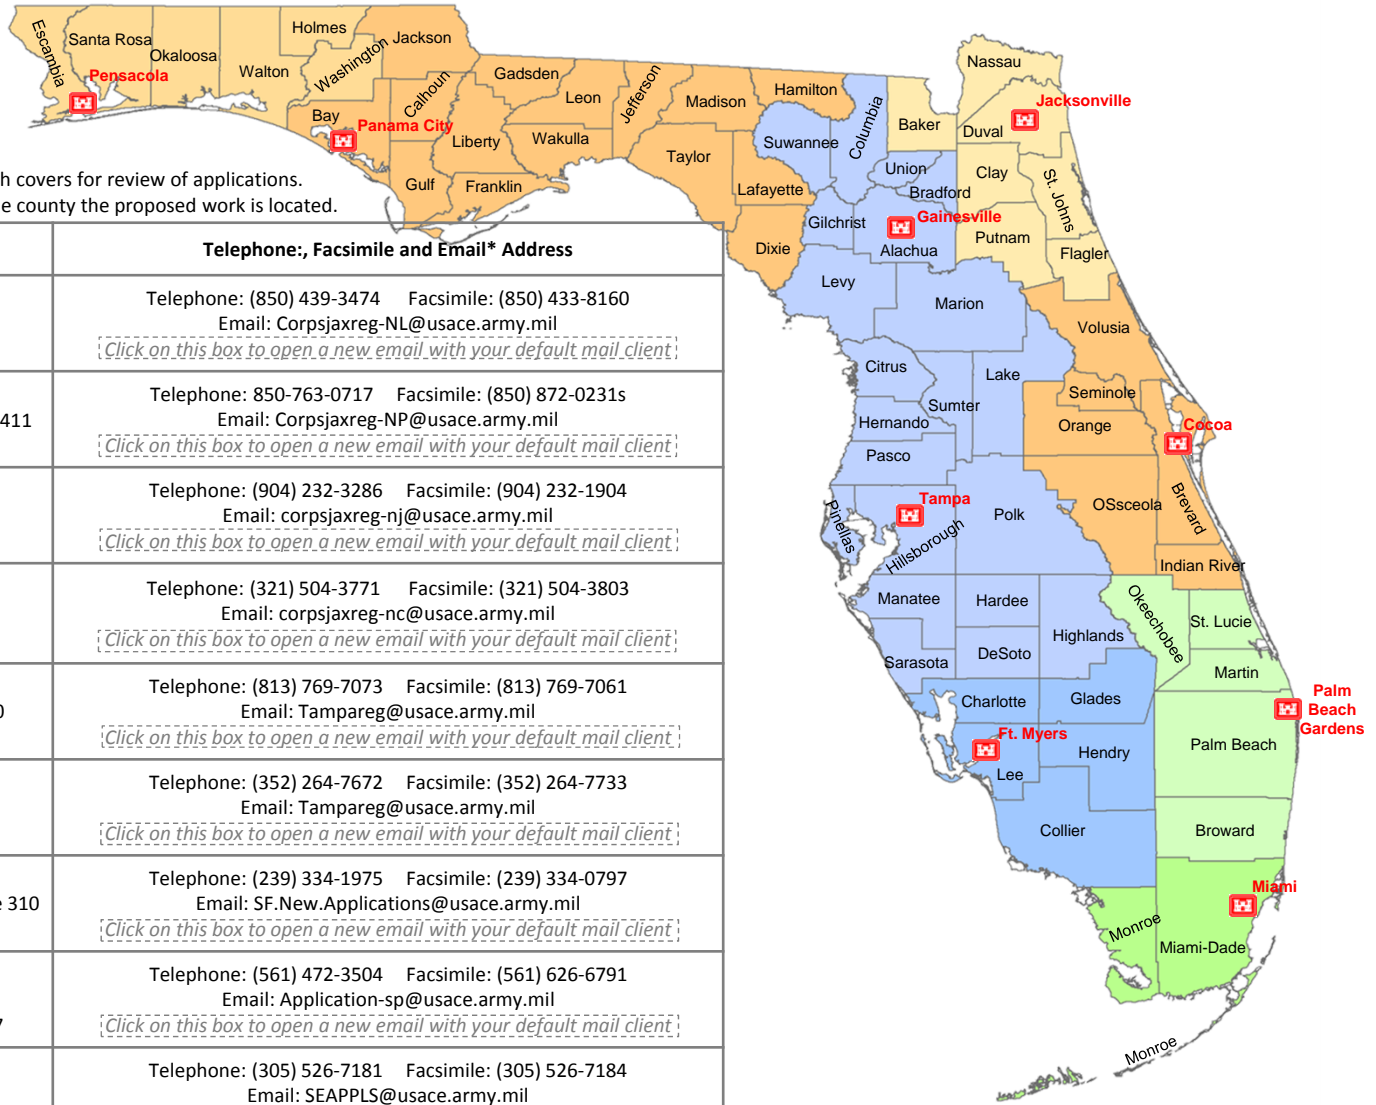 Holmes
Jackson
Escambia
Santa Rosa
Okaloosa
Walton
Washington
Pensacola
Calhoun
Gadsden
Leon
Jefferson
Madison
Hamilton
Bay
Panama City
Liberty
Wakulla
Gulf
Franklin
Taylor
Lafayette
Dixie
Suwannee
Columbia
Baker
Nassau
Jacksonville
Duval
Union
Bradford
Clay
St. Johns
Gilchrist
Gainesville
Alachua
Putnam
Flagler
Levy
Marion
Volusia
Citrus
Lake
Sumter
Seminole
Hernando
Orange
Cocoa
Pasco
Tampa
Polk
OSsceola
Brevard
Pinellas
Hillsborough
Indian River
Manatee
Hardee
Highlands
Okeechobee
St. Lucie
Sarasota
DeSoto
Martin
Charlotte
Glades
Palm
Beach
Gardens
Ft. Myers
Lee
Hendry
Palm Beach
Collier
Broward
Miami
Monroe
Miami-Dade
Monroe
h covers for review of applications.
e county the proposed work is located.
Telephone:, Facsimile and Email* Address
Telephone: (850) 439-3474 Facsimile: (850) 433-8160
Email: Corpsjaxreg-NL@usace.army.mil
Click on this box to open a new email with your default mail client
411
Telephone: 850-763-0717 Facsimile: (850) 872-0231s
Email: Corpsjaxreg-NP@usace.army.mil
Click on this box to open a new email with your default mail client
Telephone: (904) 232-3286 Facsimile: (904) 232-1904
Email: corpsjaxreg-nj@usace.army.mil
Click on this box to open a new email with your default mail client
Telephone: (321) 504-3771 Facsimile: (321) 504-3803
Email: corpsjaxreg-nc@usace.army.mil
Click on this box to open a new email with your default mail client
0
Telephone: (813) 769-7073 Facsimile: (813) 769-7061
Email: Tampareg@usace.army.mil
Click on this box to open a new email with your default mail client
Telephone: (352) 264-7672 Facsimile: (352) 264-7733
Email: Tampareg@usace.army.mil
Click on this box to open a new email with your default mail client
e 310
Telephone: (239) 334-1975 Facsimile: (239) 334-0797
Email: SF.New.Applications@usace.army.mil
Click on this box to open a new email with your default mail client
7
Telephone: (561) 472-3504 Facsimile: (561) 626-6791
Email: Application-sp@usace.army.mil
Click on this box to open a new email with your default mail client
Telephone: (305) 526-7181 Facsimile: (305) 526-7184
Email: SEAPPLS@usace.army.mil